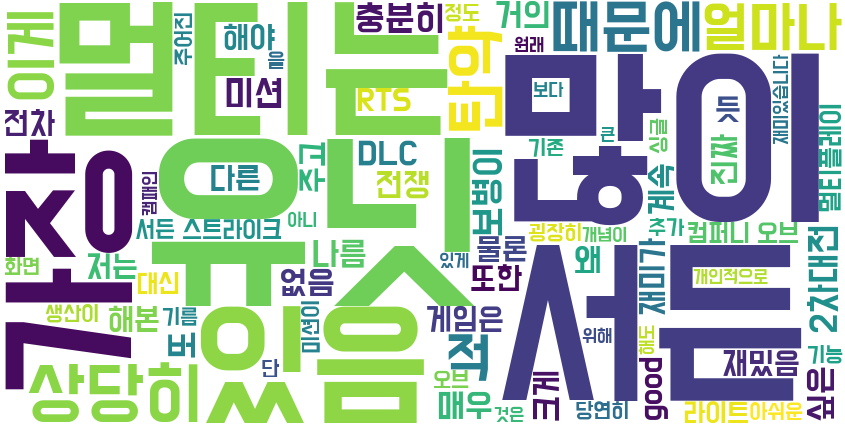 이게
멀티는
충분히
정도
거의
때문에
얼마나
주어진
해야
을
원래
탄약
많이
미션
RTS
보다
듯
재미있습니다
전차
가장
유닛
큰
싱글
진짜
멀티플레이
다른
주고
DLC
기존
캠페인
전쟁
보병이
계속
서든 스트라이크
아니
굉장히
개념이
추가
컴퍼니 오브
2차대전
화면
저는
대신
없음
나름
있게
물론
또한
왜
재미가
개인적으로
서든
생산이
해본
기름
버
있음
미션이
게임은
적
위해
해도
재밌음
기능
단
상당히
오브
매우
것은
크게
당연히
good
라이트
아쉬운
싶은